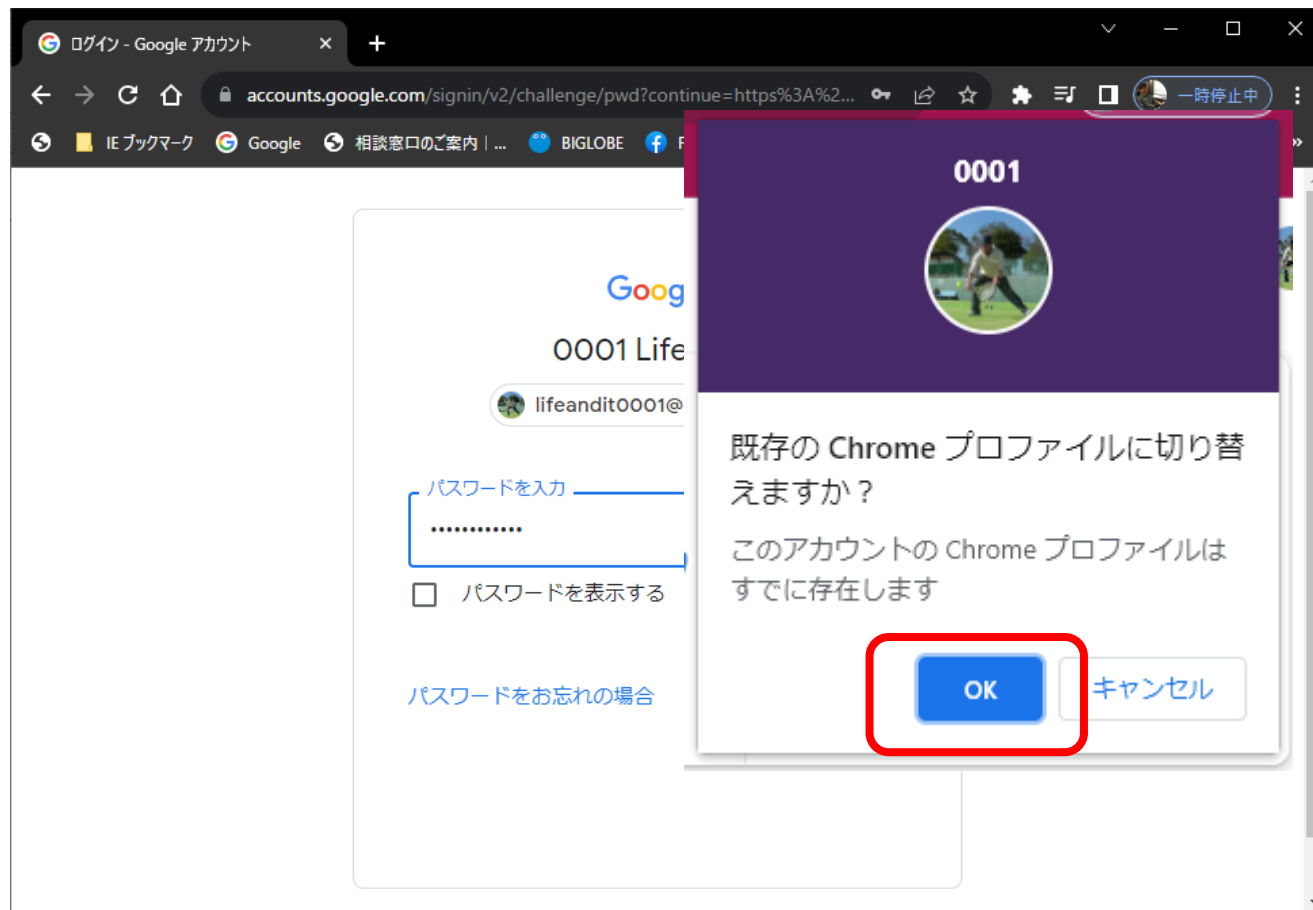 ログイン - Google アカウント
accounts.google.com/signin/v2/challenge/pwd?continue=https%3A%2...
一時停止中
IE ブックマーク
Google
相談窓口のご案内 | ...
BIGLOBE
F
Goog
0001 Life
lifeandit0001@
パスワードを入力
••••••••••••
パスワードを表示する
パスワードをお忘れの場合
0001
既存の Chrome プロファイルに切り替
えますか？
このアカウントの Chrome プロファイルは
すでに存在します
OK
キャンセル